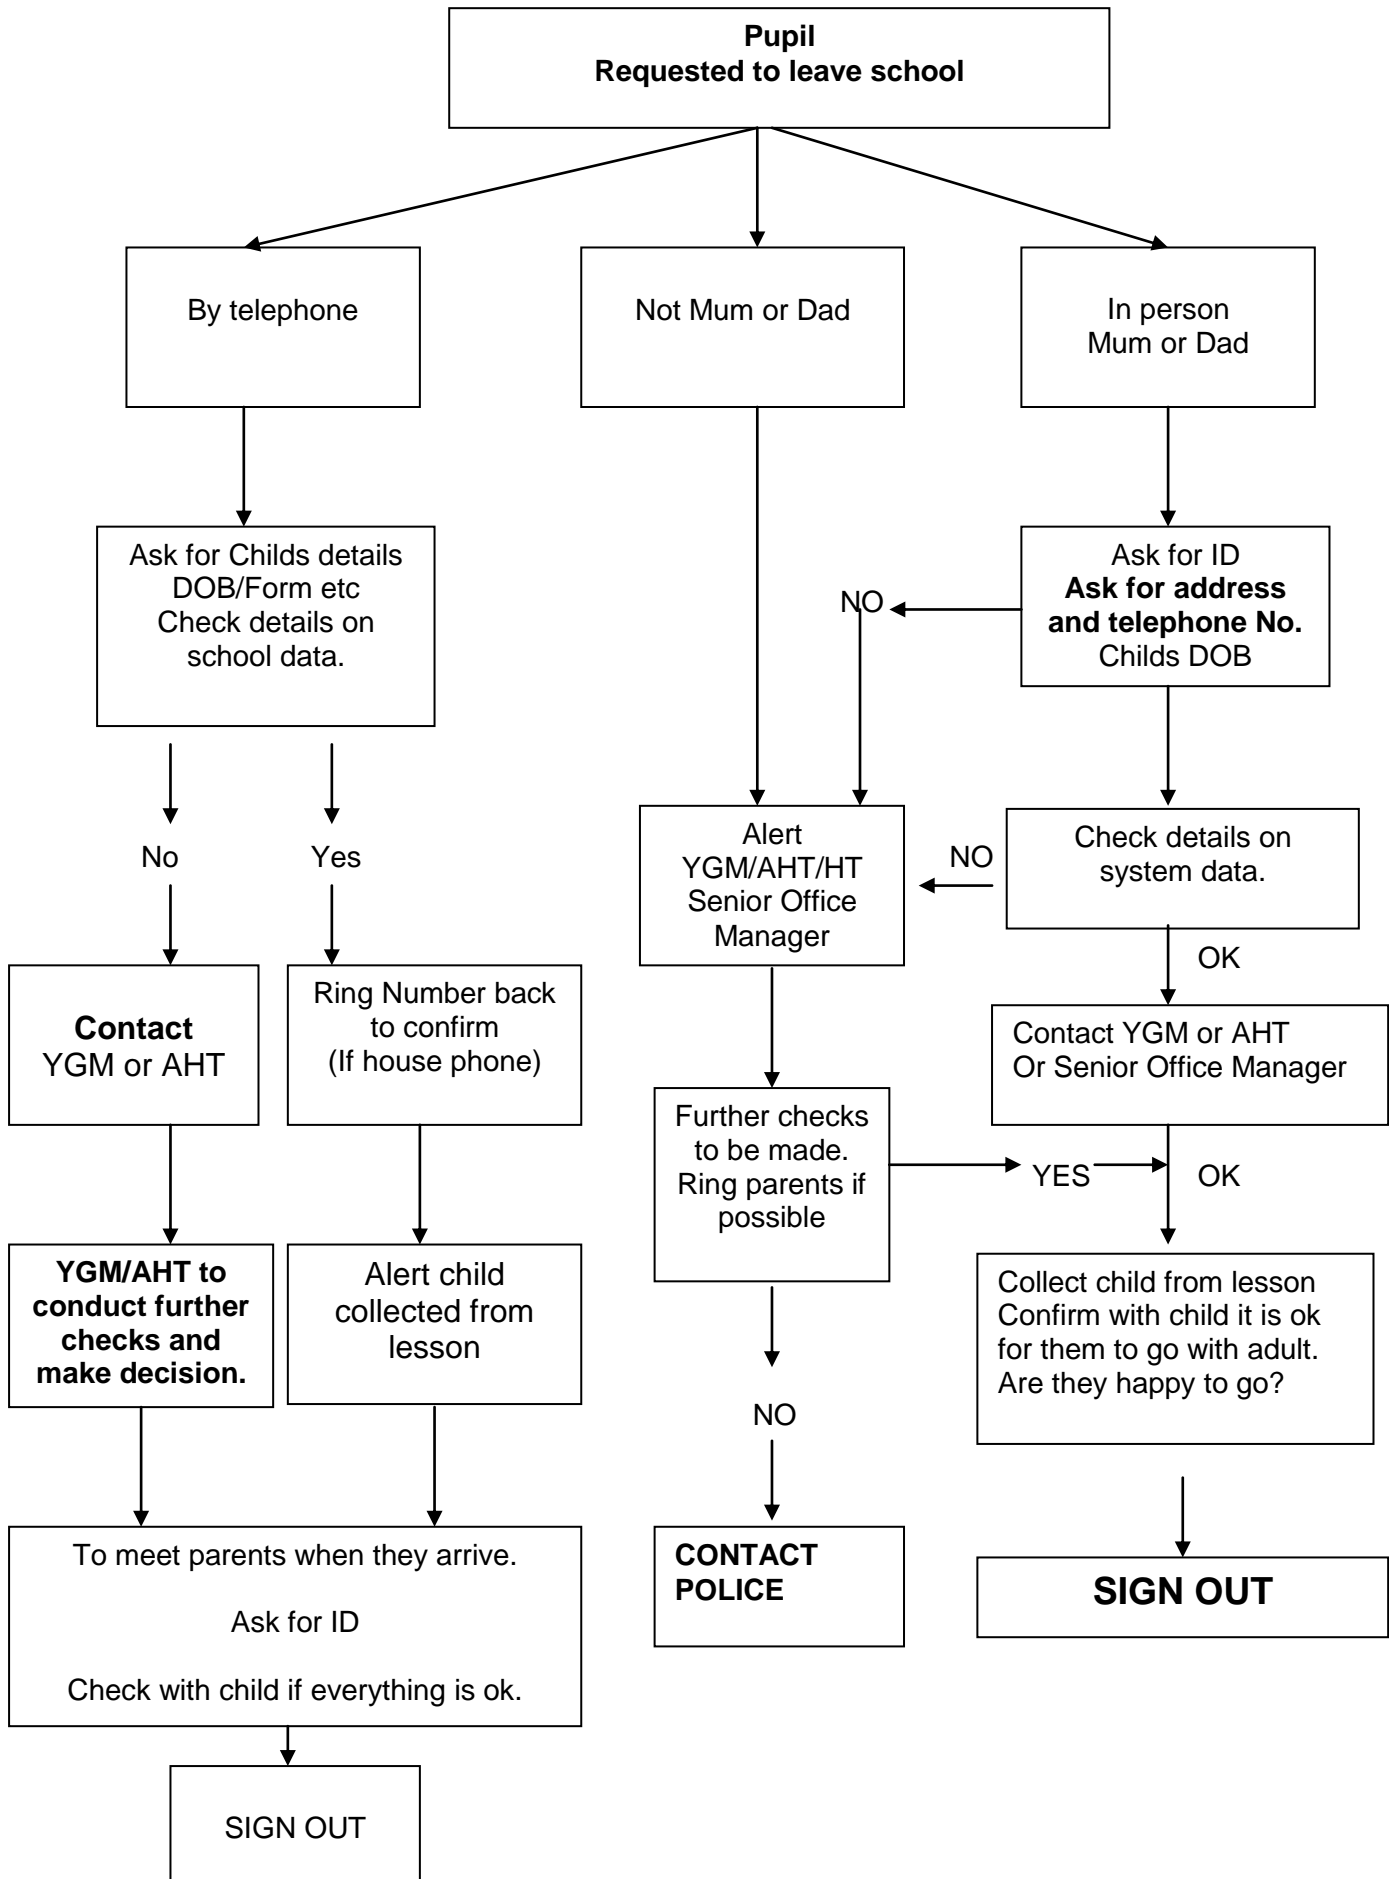 Pupil
Requested to leave school
By telephone
Not Mum or Dad
In person
Mum or Dad
Ask for Childs details
DOB/Form etc
Check details on
school data.
Ask for ID
Ask for address
and telephone No.
Childs DOB
NO
No
Yes
Alert
YGM/AHT/HT
Senior Office
Manager
NO
Check details on
system data.
OK
Contact
YGM or AHT
Ring Number back
to confirm
(If house phone)
Contact YGM or AHT
Or Senior Office Manager
Further checks
to be made.
Ring parents if
possible
YES
OK
YGM/AHT to
conduct further
checks and
make decision.
Alert child
collected from
lesson
Collect child from lesson
Confirm with child it is ok
for them to go with adult.
Are they happy to go?
NO
To meet parents when they arrive.
Ask for ID
Check with child if everything is ok.
CONTACT
POLICE
SIGN OUT
SIGN OUT